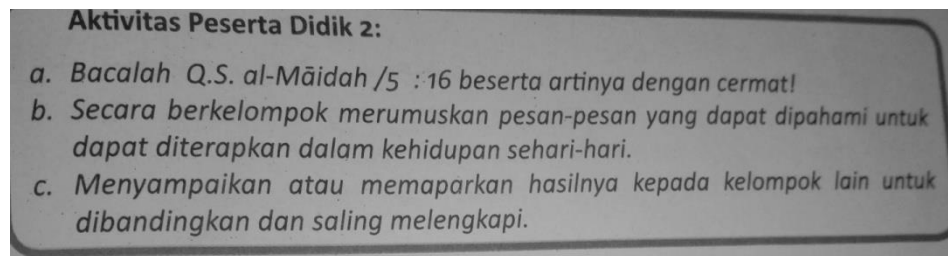 Aktivitas Peserta Didik 2:
a. Bacalah Q.S. al-Māidah /5 : 16 beserta artinya dengan cermat!
b. Secara berkelompok merumuskan pesan-pesan yang dapat dipahami untuk
dapat diterapkan dalam kehidupan sehari-hari.
c. Menyampaikan atau memaparkan hasilnya kepada kelompok lain untuk
dibandingkan dan saling melengkapi.